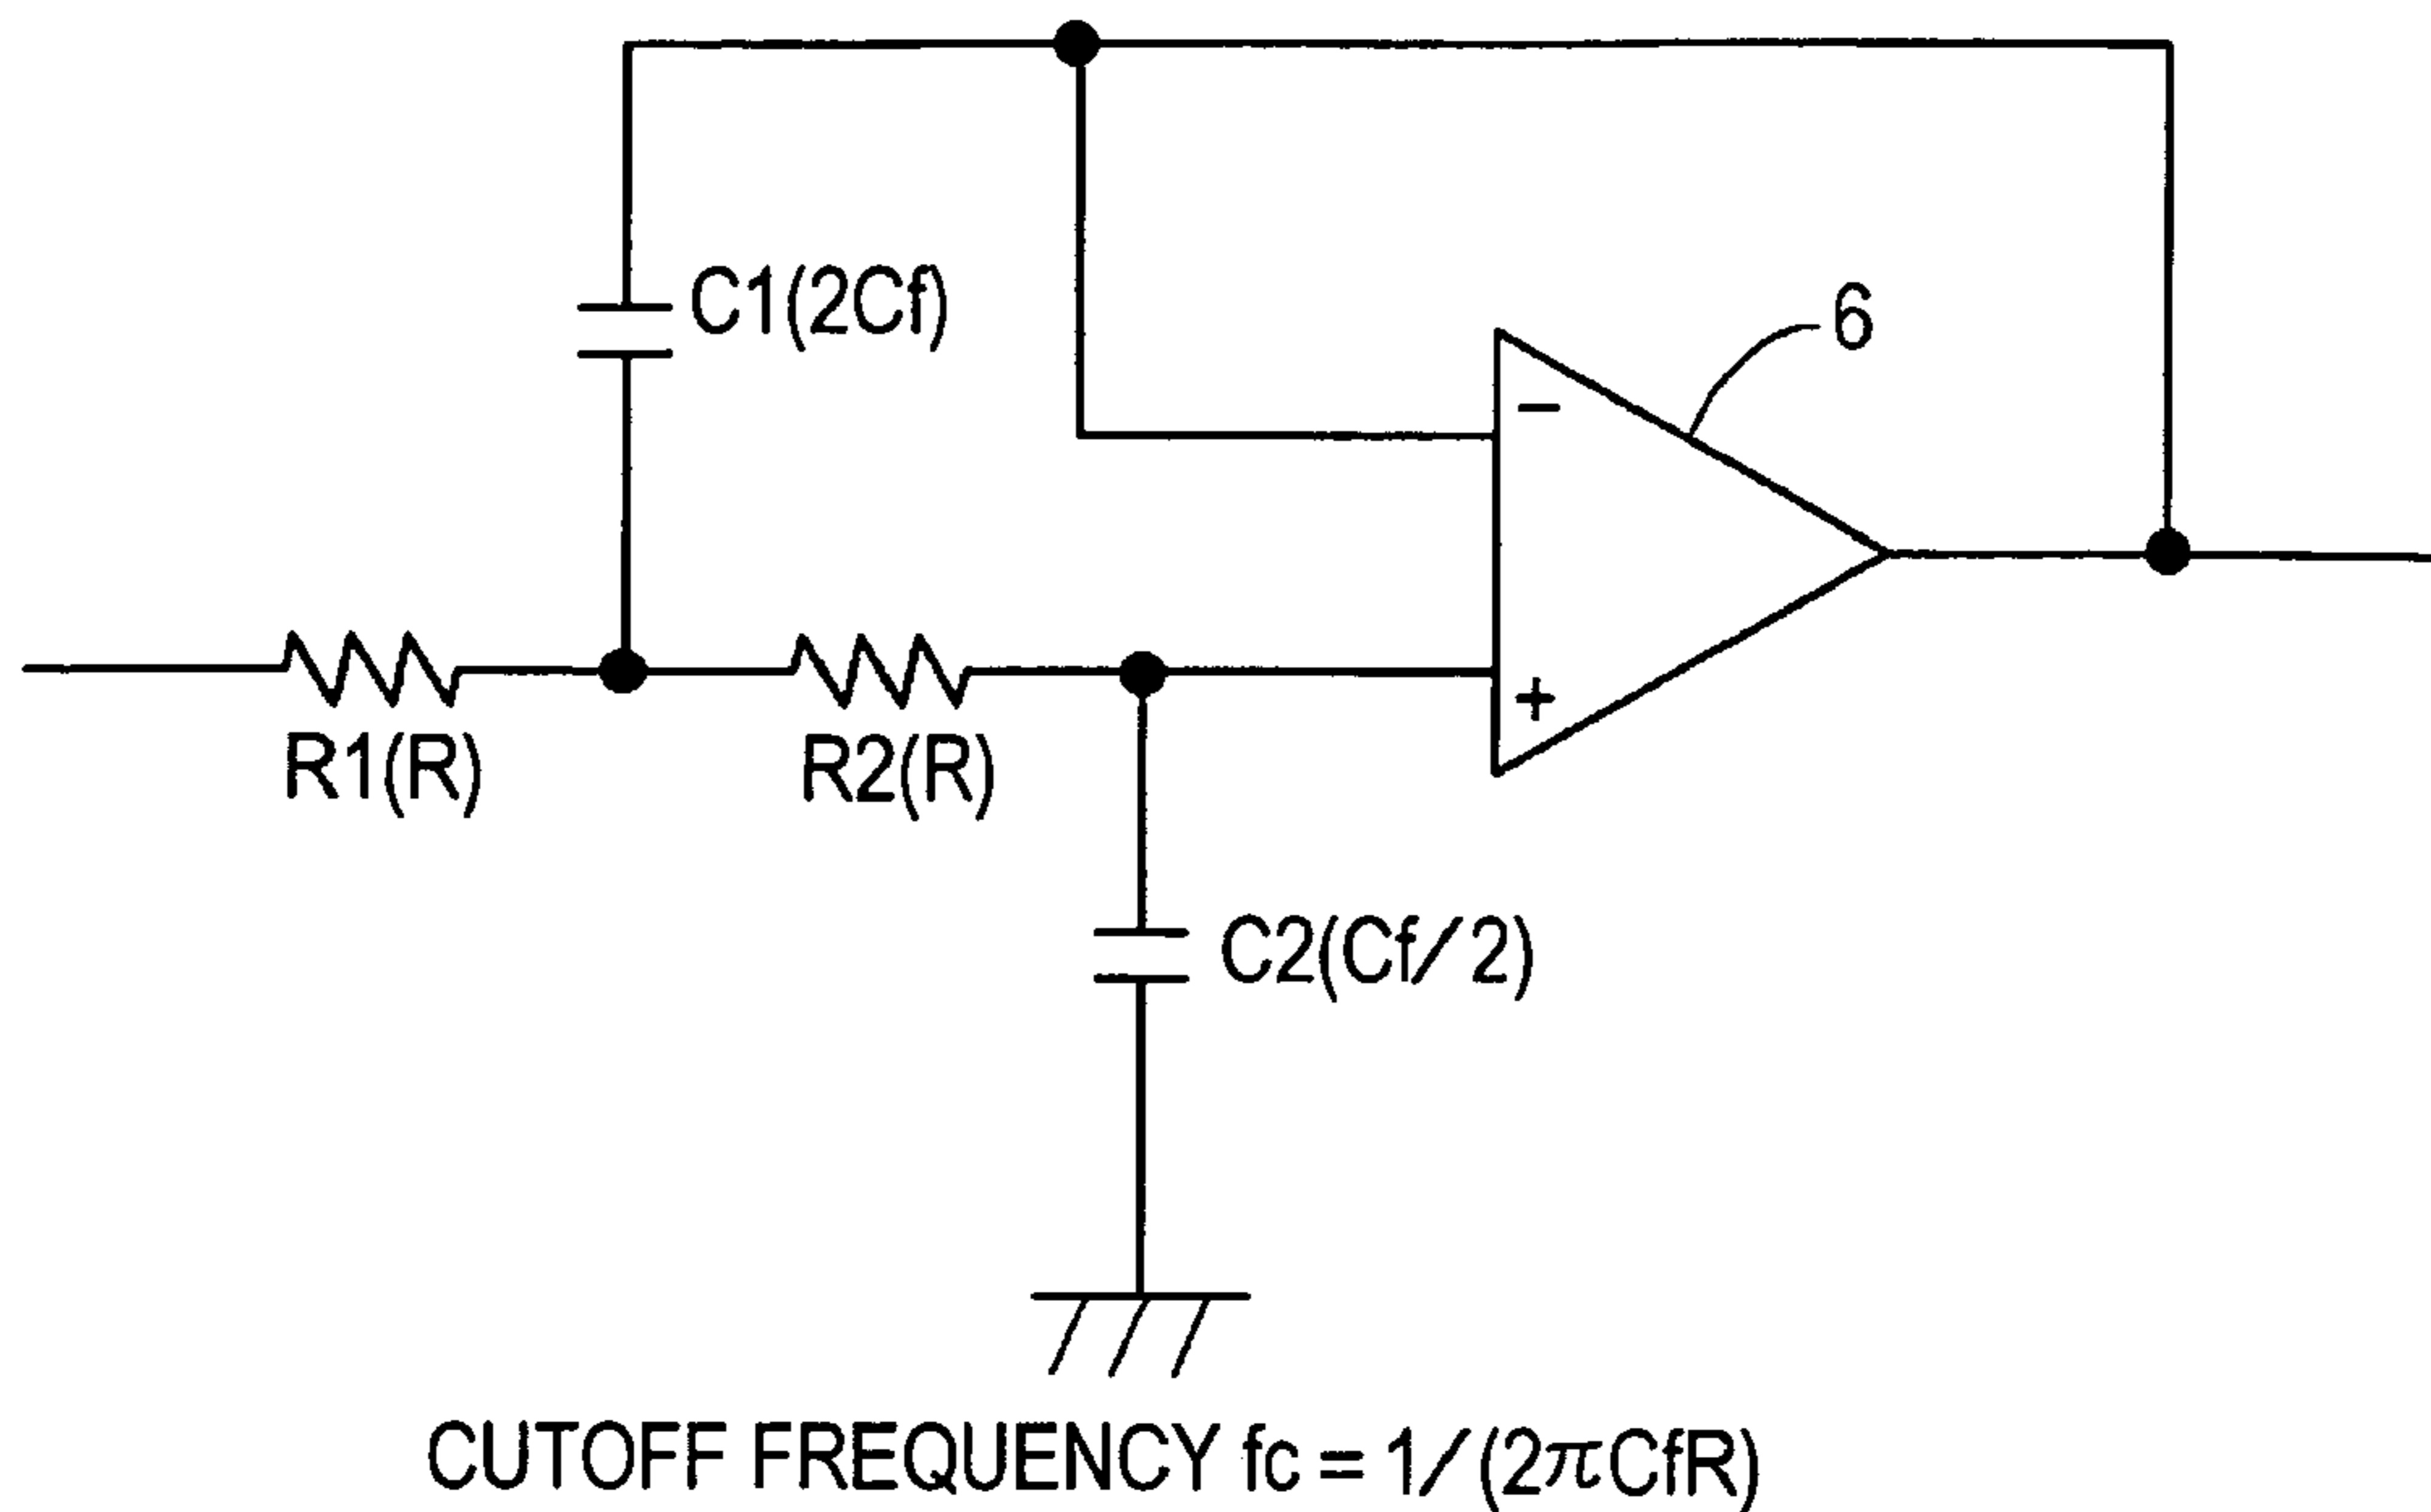 C1(2Cf)
6
−
+
R1(R)
R2(R)
C2(Cf/2)
CUTOFF FREQUENCY fc = 1/(2πCfR)